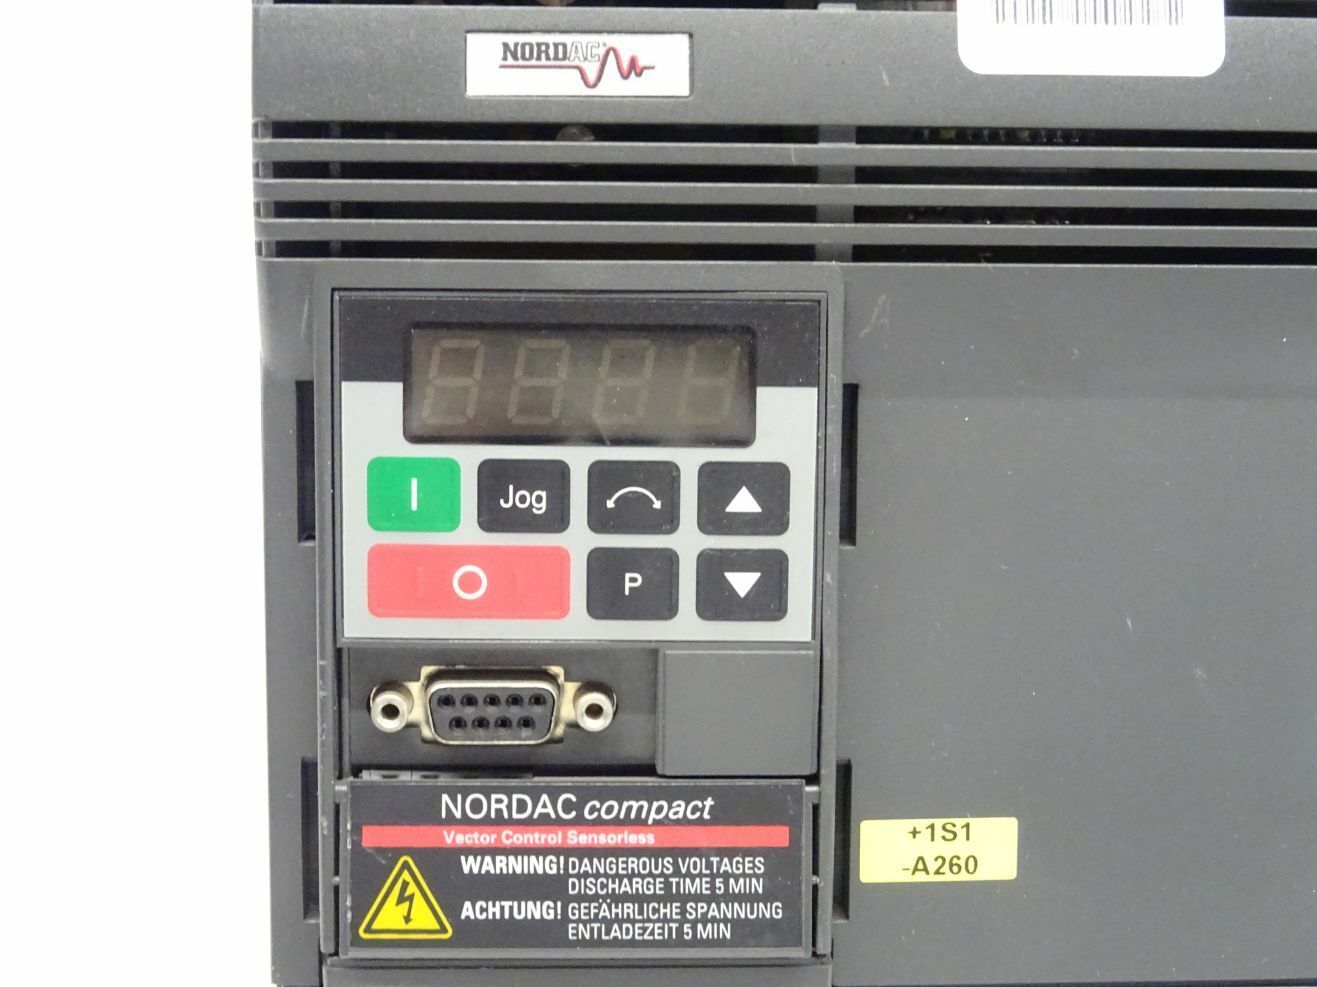 NORDAC
I
Jog
O
P
NORDAC compact
Vector Control Sensorless
WARNING! DANGEROUS VOLTAGES
DISCHARGE TIME 5 MIN
ACHTUNG! GEFÄHRLICHE SPANNUNG
ENTLADEZEIT 5 MIN
+1S1
-A260